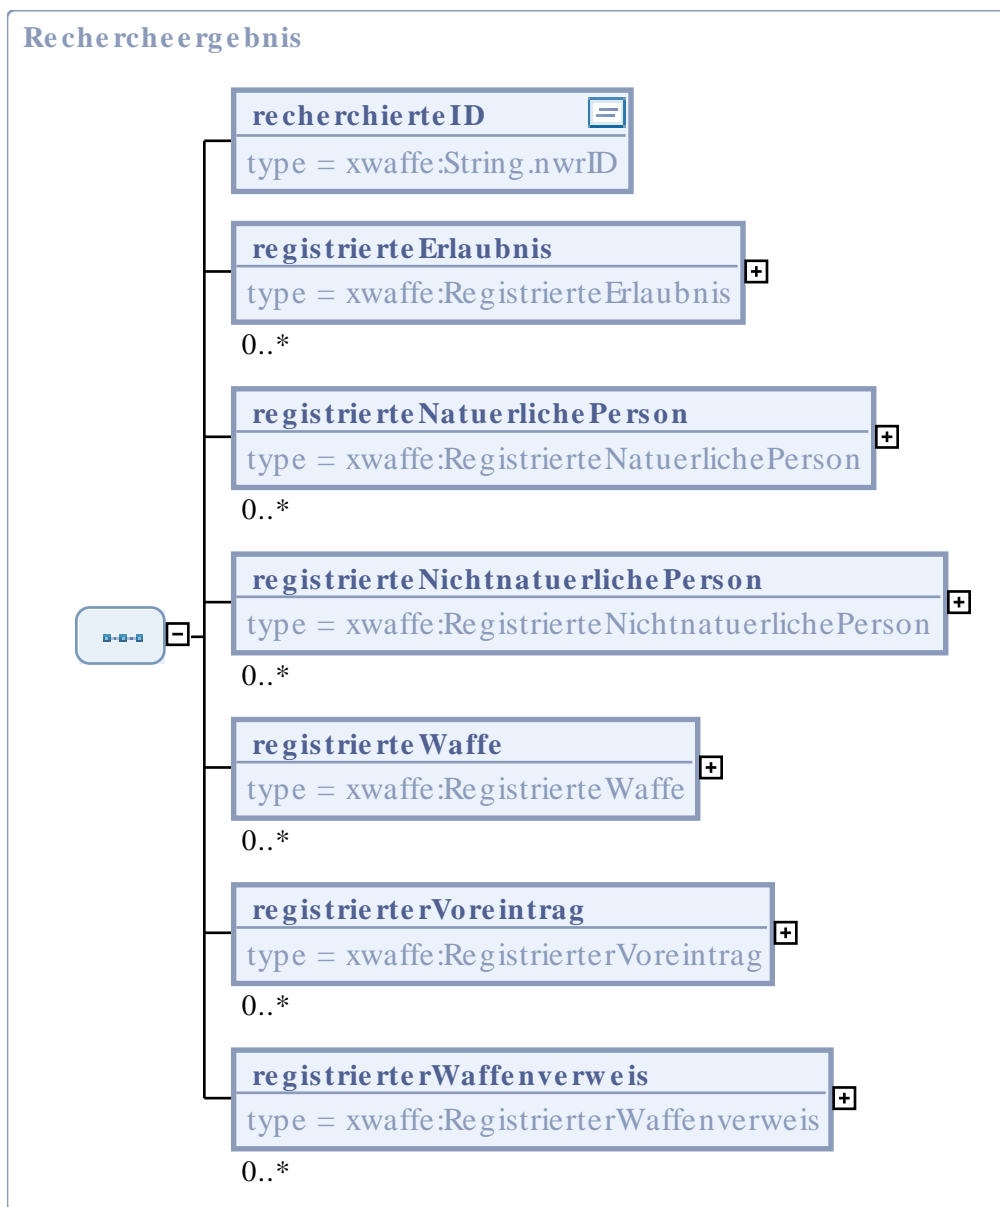 Rechercheergebnis
recherchierteID
type = xwaffe:String.nwrID
registrierteErlaubnis
type = xwaffe:RegistrierteErlaubnis
0..*
registrierteNatuerlichePerson
type = xwaffe:RegistrierteNatuerlichePerson
0..*
registrierteNichtnatuerlichePerson
type = xwaffe:RegistrierteNichtnatuerlichePerson
0..*
registrierteWaffe
type = xwaffe:RegistrierteWaffe
0..*
registrierterVoreintrag
type = xwaffe:RegistrierterVoreintrag
0..*
registrierterWaffenverweis
type = xwaffe:RegistrierterWaffenverweis
0..*